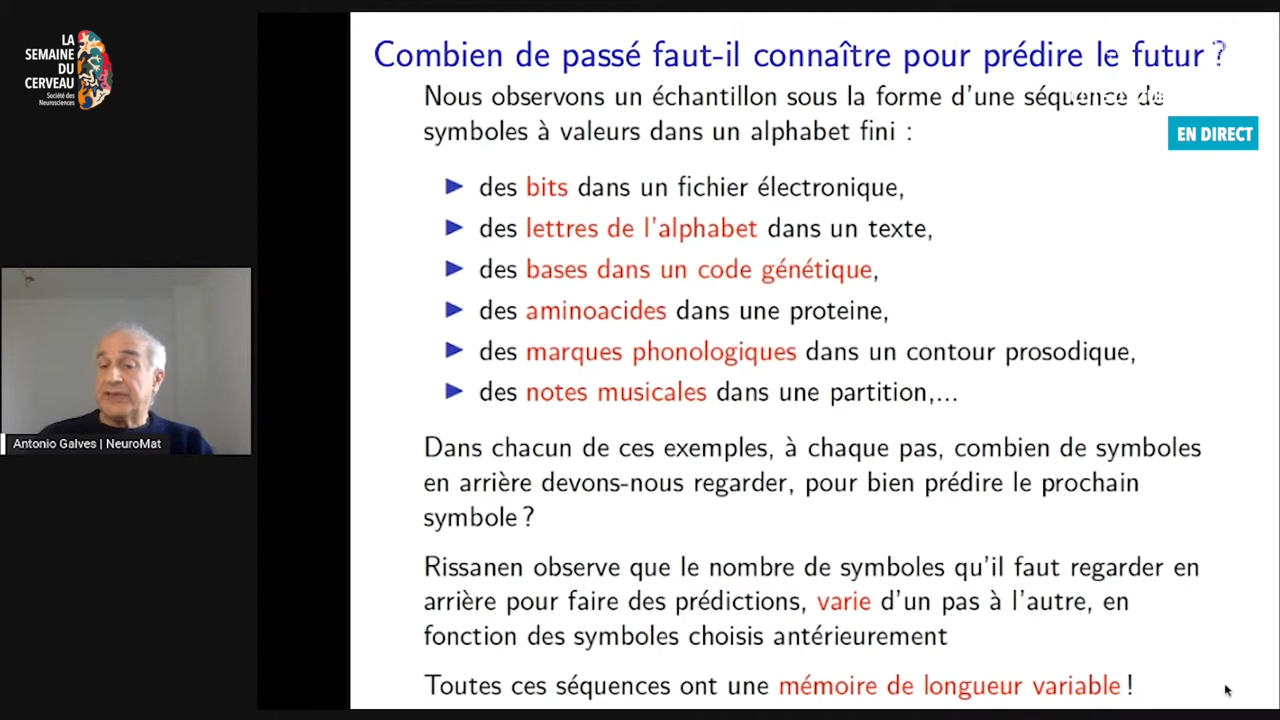 LA
SEMAINE
DU
CERVEAU
Société des
Neurosciences
Combien de passé faut-il connaître pour prédire le futur ?
Nous observons un échantillon sous la forme d'une séquence de
symboles à valeurs dans un alphabet fini :
EN DIRECT
▶ des bits dans un fichier électronique,
▶ des lettres de l'alphabet dans un texte,
▶ des bases dans un code génétique,
▶ des aminoacides dans une proteine,
▶ des marques phonologiques dans un contour prosodique,
▶ des notes musicales dans une partition,...
Antonio Galves | NeuroMat
Dans chacun de ces exemples, à chaque pas, combien de symboles
en arrière devons-nous regarder, pour bien prédire le prochain
symbole ?
Rissanen observe que le nombre de symboles qu'il faut regarder en
arrière pour faire des prédictions, varie d'un pas à l'autre, en
fonction des symboles choisis antérieurement
Toutes ces séquences ont une mémoire de longueur variable !